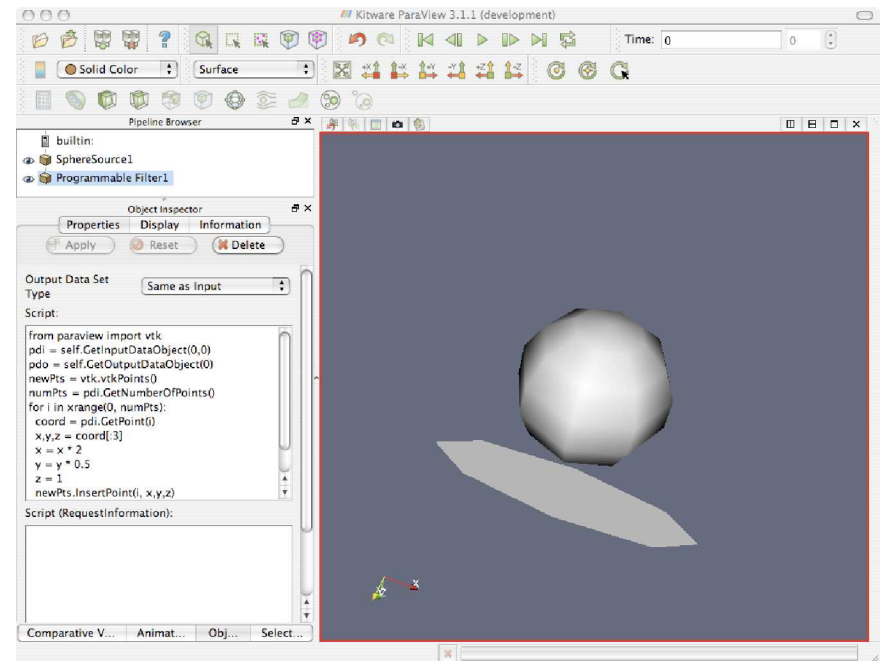 Kitware ParaView 3.1.1 (development)
?
+X -X +Y -Y +Z -Z
Time: 0
0
Solid Color
Surface
Pipeline Browser
builtin:
SphereSource1
Programmable Filter1
Object Inspector
Properties Display Information
Apply Reset Delete
Output Data Set
Type
Same as Input
Script:
from paraview import vtk
pdi = self.GetInputDataObject(0,0)
pdo = self.GetOutputDataObject(0)
newPts = vtk.vtkPoints()
numPts = pdi.GetNumberOfPoints()
for i in xrange(0, numPts):
coord = pdi.GetPoint(i)
x,y,z = coord[:3]
x = x * 2
y = y * 0.5
z = 1
newPts.InsertPoint(i, x,y,z)
Script (RequestInformation):
X
Comparative V... Animat... Obj... Select...